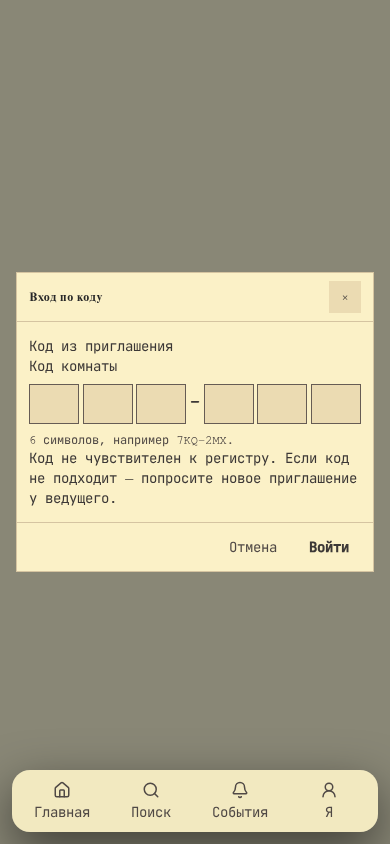 Вход по коду ×
Код из приглашения
Код комнаты
–
6 символов, например 7KQ-2MX.
Код не чувствителен к регистру. Если код
не подходит — попросите новое приглашение
у ведущего.
Отмена Войти
Главная Поиск События Я